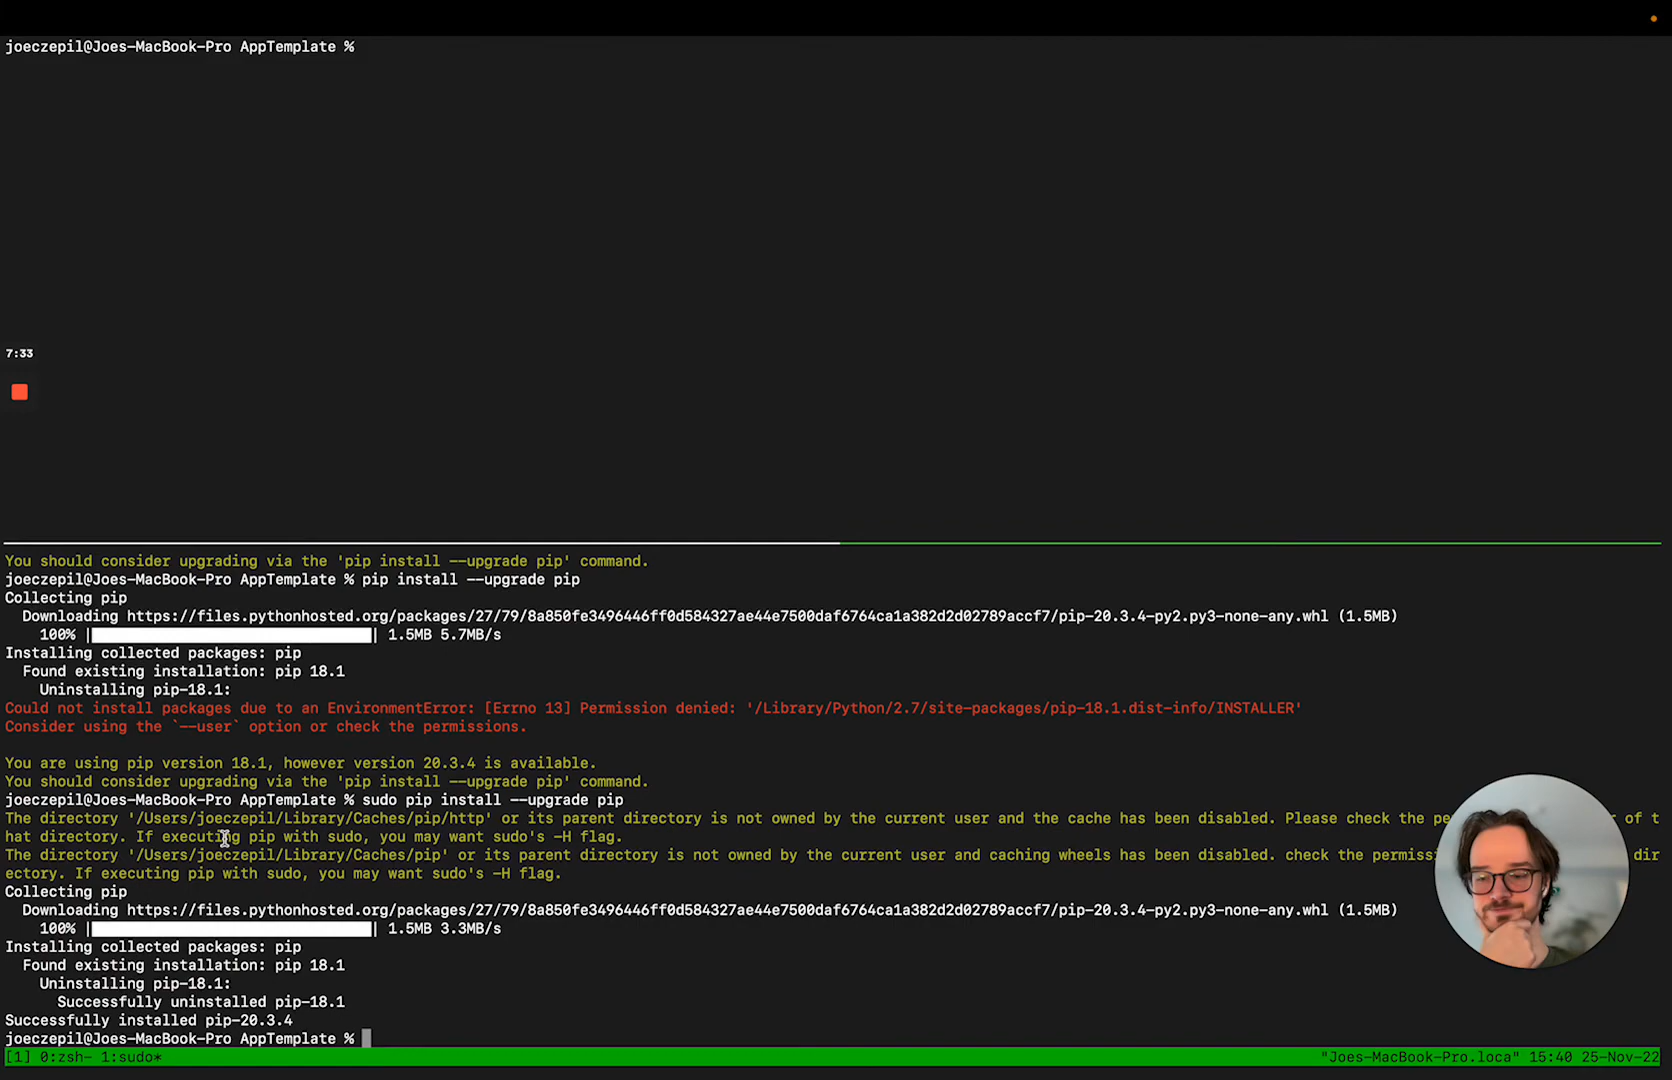 joeczepil@Joes-MacBook-Pro AppTemplate %
7:33
You should consider upgrading via the 'pip install --upgrade pip' command.
joeczepil@Joes-MacBook-Pro AppTemplate % pip install --upgrade pip
Collecting pip
Downloading https://files.pythonhosted.org/packages/27/79/8a850fe3496446ff0d584327ae44e7500daf6764ca1a382d2d02789accf7/pip-20.3.4-py2.py3-none-any.whl (1.5MB)
100% | | 1.5MB 5.7MB/s
Installing collected packages: pip
Found existing installation: pip 18.1
Uninstalling pip-18.1:
Could not install packages due to an EnvironmentError: [Errno 13] Permission denied: '/Library/Python/2.7/site-packages/pip-18.1.dist-info/INSTALLER'
Consider using the `--user` option or check the permissions.
You are using pip version 18.1, however version 20.3.4 is available.
You should consider upgrading via the 'pip install --upgrade pip' command.
joeczepil@Joes-MacBook-Pro AppTemplate % sudo pip install --upgrade pip
The directory '/Users/joeczepil/Library/Caches/pip/http' or its parent directory is not owned by the current user and the cache has been disabled. Please check the pe r of t
hat directory. If executing pip with sudo, you may want sudo's -H flag.
The directory '/Users/joeczepil/Library/Caches/pip' or its parent directory is not owned by the current user and caching wheels has been disabled. check the permissi dir
ectory. If executing pip with sudo, you may want sudo's -H flag.
Collecting pip
Downloading https://files.pythonhosted.org/packages/27/79/8a850fe3496446ff0d584327ae44e7500daf6764ca1a382d2d02789accf7/pip-20.3.4-py2.py3-none-any.whl (1.5MB)
100% | | 1.5MB 3.3MB/s
Installing collected packages: pip
Found existing installation: pip 18.1
Uninstalling pip-18.1:
Successfully uninstalled pip-18.1
Successfully installed pip-20.3.4
joeczepil@Joes-MacBook-Pro AppTemplate %
[1] 0:zsh- 1:sudo* "Joes-MacBook-Pro.loca" 15:40 25-Nov-22